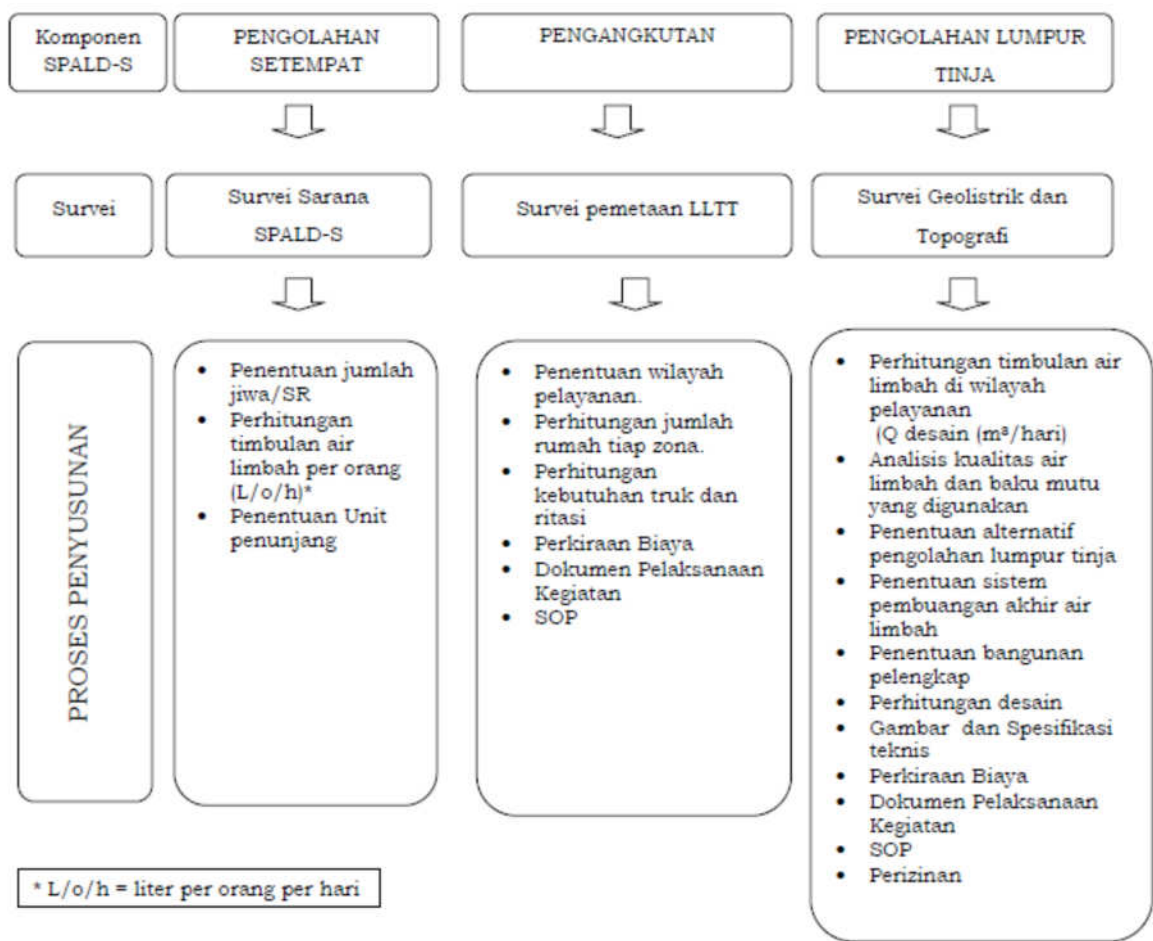 Komponen
SPALD-S
PENGOLAHAN
SETEMPAT
PENGANGKUTAN
PENGOLAHAN LUMPUR
TINJA
Survei
Survei Sarana
SPALD-S
Survei pemetaan LLTT
Survei Geolistrik dan
Topografi
PROSES PENYUSUNAN
• Penentuan jumlah
jiwa/SR
• Perhitungan
timbulan air
limbah per orang
(L/o/h)*
• Penentuan Unit
penunjang
• Penentuan wilayah
pelayanan.
• Perhitungan jumlah
rumah tiap zona.
• Perhitungan
kebutuhan truk dan
ritasi
• Perkiraan Biaya
• Dokumen Pelaksanaan
Kegiatan
• SOP
• Perhitungan timbulan air
limbah di wilayah
pelayanan
(Q desain (m³/hari)
• Analisis kualitas air
limbah dan baku mutu
yang digunakan
• Penentuan alternatif
pengolahan lumpur tinja
• Penentuan sistem
pembuangan akhir air
limbah
• Penentuan bangunan
pelengkap
• Perhitungan desain
• Gambar dan Spesifikasi
teknis
• Perkiraan Biaya
• Dokumen Pelaksanaan
Kegiatan
• SOP
• Perizinan
* L/o/h = liter per orang per hari